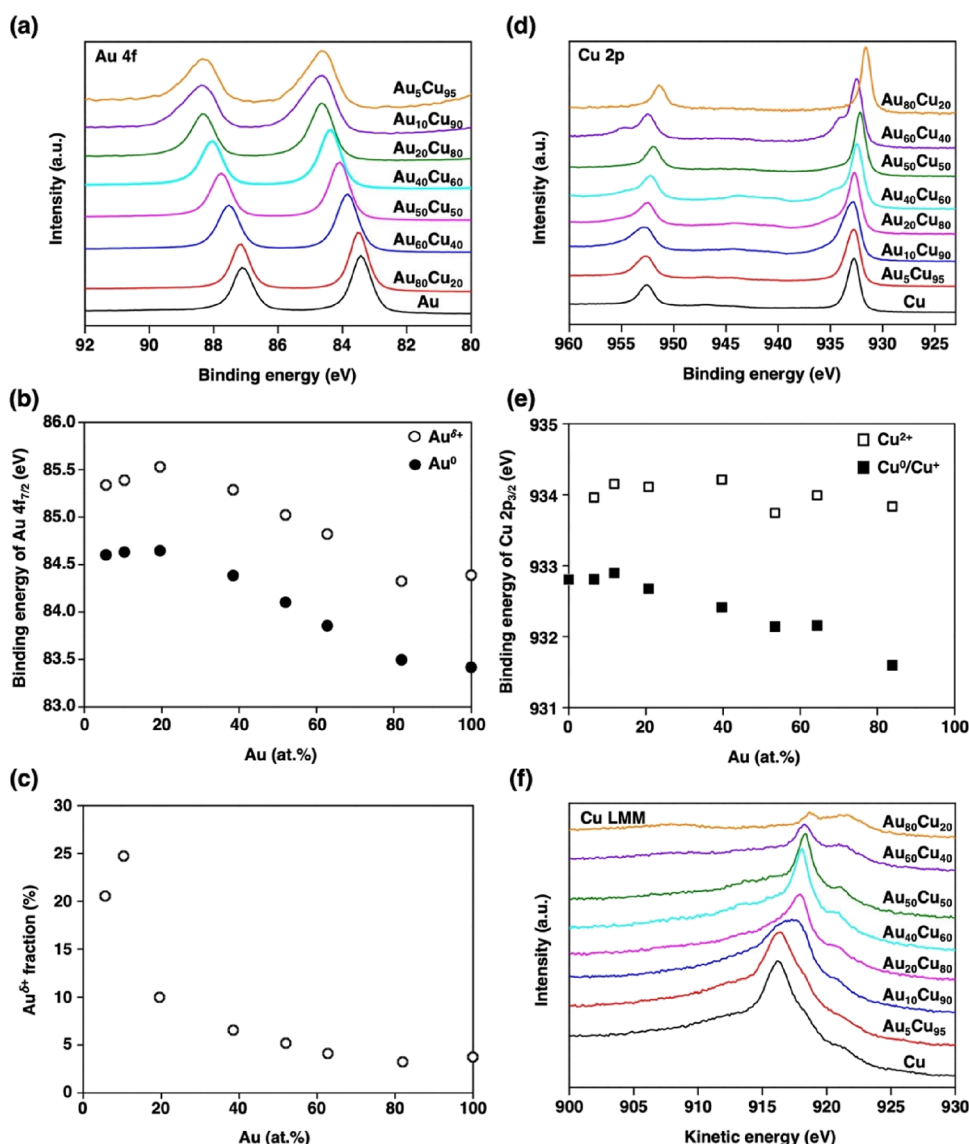 (a)
Au 4f
Au₅Cu₉₅
Au₁₀Cu₉₀
Au₂₀Cu₈₀
Au₄₀Cu₆₀
Au₅₀Cu₅₀
Au₆₀Cu₄₀
Au₈₀Cu₂₀
Au
Intensity (a.u.)
92 90 88 86 84 82 80
Binding energy (eV)
(d)
Cu 2p
Au₈₀Cu₂₀
Au₆₀Cu₄₀
Au₅₀Cu₅₀
Au₄₀Cu₆₀
Au₂₀Cu₈₀
Au₁₀Cu₉₀
Au₅Cu₉₅
Cu
Intensity (a.u.)
960 955 950 945 940 935 930 925
Binding energy (eV)
(b)
Binding energy of Au 4f₇/₂ (eV)
86.0
85.5
85.0
84.5
84.0
83.5
83.0
Auᵟ⁺
Au⁰
0 20 40 60 80 100
Au (at.%)
(e)
Binding energy of Cu 2p₃/₂ (eV)
935
934
933
932
931
Cu²⁺
Cu⁰/Cu⁺
0 20 40 60 80 100
Au (at.%)
(c)
Auᵟ⁺ fraction (%)
30
25
20
15
10
5
0
0 20 40 60 80 100
Au (at.%)
(f)
Cu LMM
Au₈₀Cu₂₀
Au₆₀Cu₄₀
Au₅₀Cu₅₀
Au₄₀Cu₆₀
Au₂₀Cu₈₀
Au₁₀Cu₉₀
Au₅Cu₉₅
Cu
Intensity (a.u.)
900 905 910 915 920 925 930
Kinetic energy (eV)